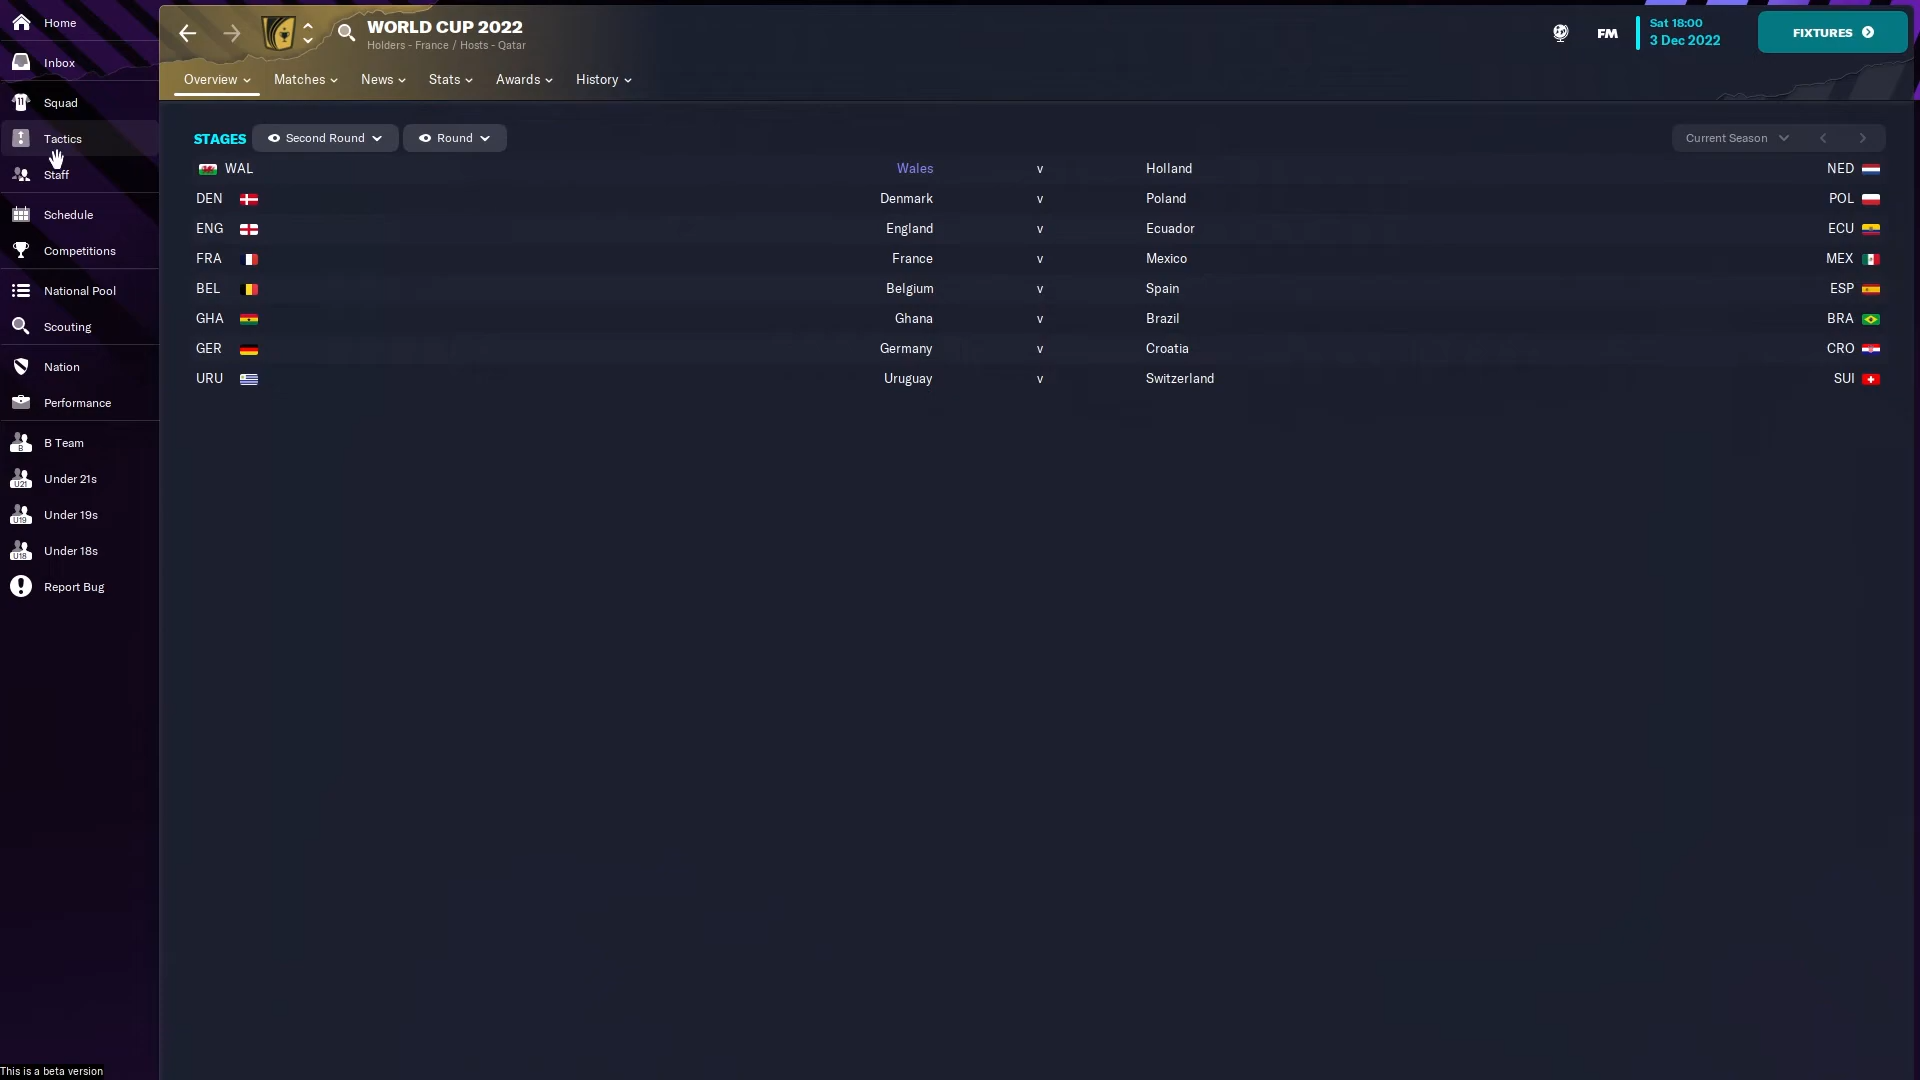 Home
WORLD CUP 2022
Holders - France / Hosts - Qatar
FM
Sat 18:00
3 Dec 2022
FIXTURES
Inbox
Overview Matches News Stats Awards History
Squad
11
Tactics
Staff
Schedule
Competitions
National Pool
Scouting
Nation
Performance
B Team
B
Under 21s
U21
Under 19s
U19
Under 18s
U18
Report Bug
STAGES Second Round Round Current Season
WAL Wales v Holland NED
DEN Denmark v Poland POL
ENG England v Ecuador ECU
FRA France v Mexico MEX
BEL Belgium v Spain ESP
GHA Ghana v Brazil BRA
GER Germany v Croatia CRO
URU Uruguay v Switzerland SUI
This is a beta version